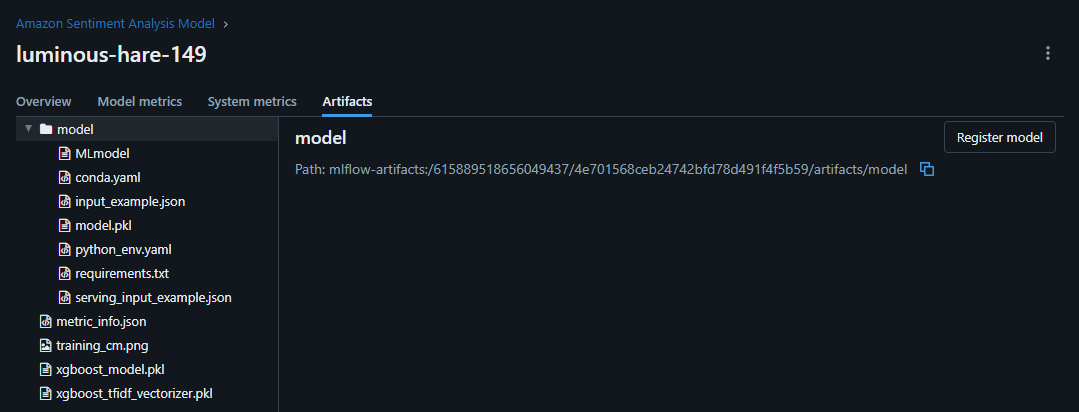 Amazon Sentiment Analysis Model
luminous-hare-149
Overview Model metrics System metrics Artifacts
model
MLmodel
conda.yaml
input_example.json
model.pkl
python_env.yaml
requirements.txt
serving_input_example.json
metric_info.json
training_cm.png
xgboost_model.pkl
xgboost_tfidf_vectorizer.pkl
model
Register model
Path: mlflow-artifacts:/615889518656049437/4e701568ceb24742bfd78d491f4f5b59/artifacts/model